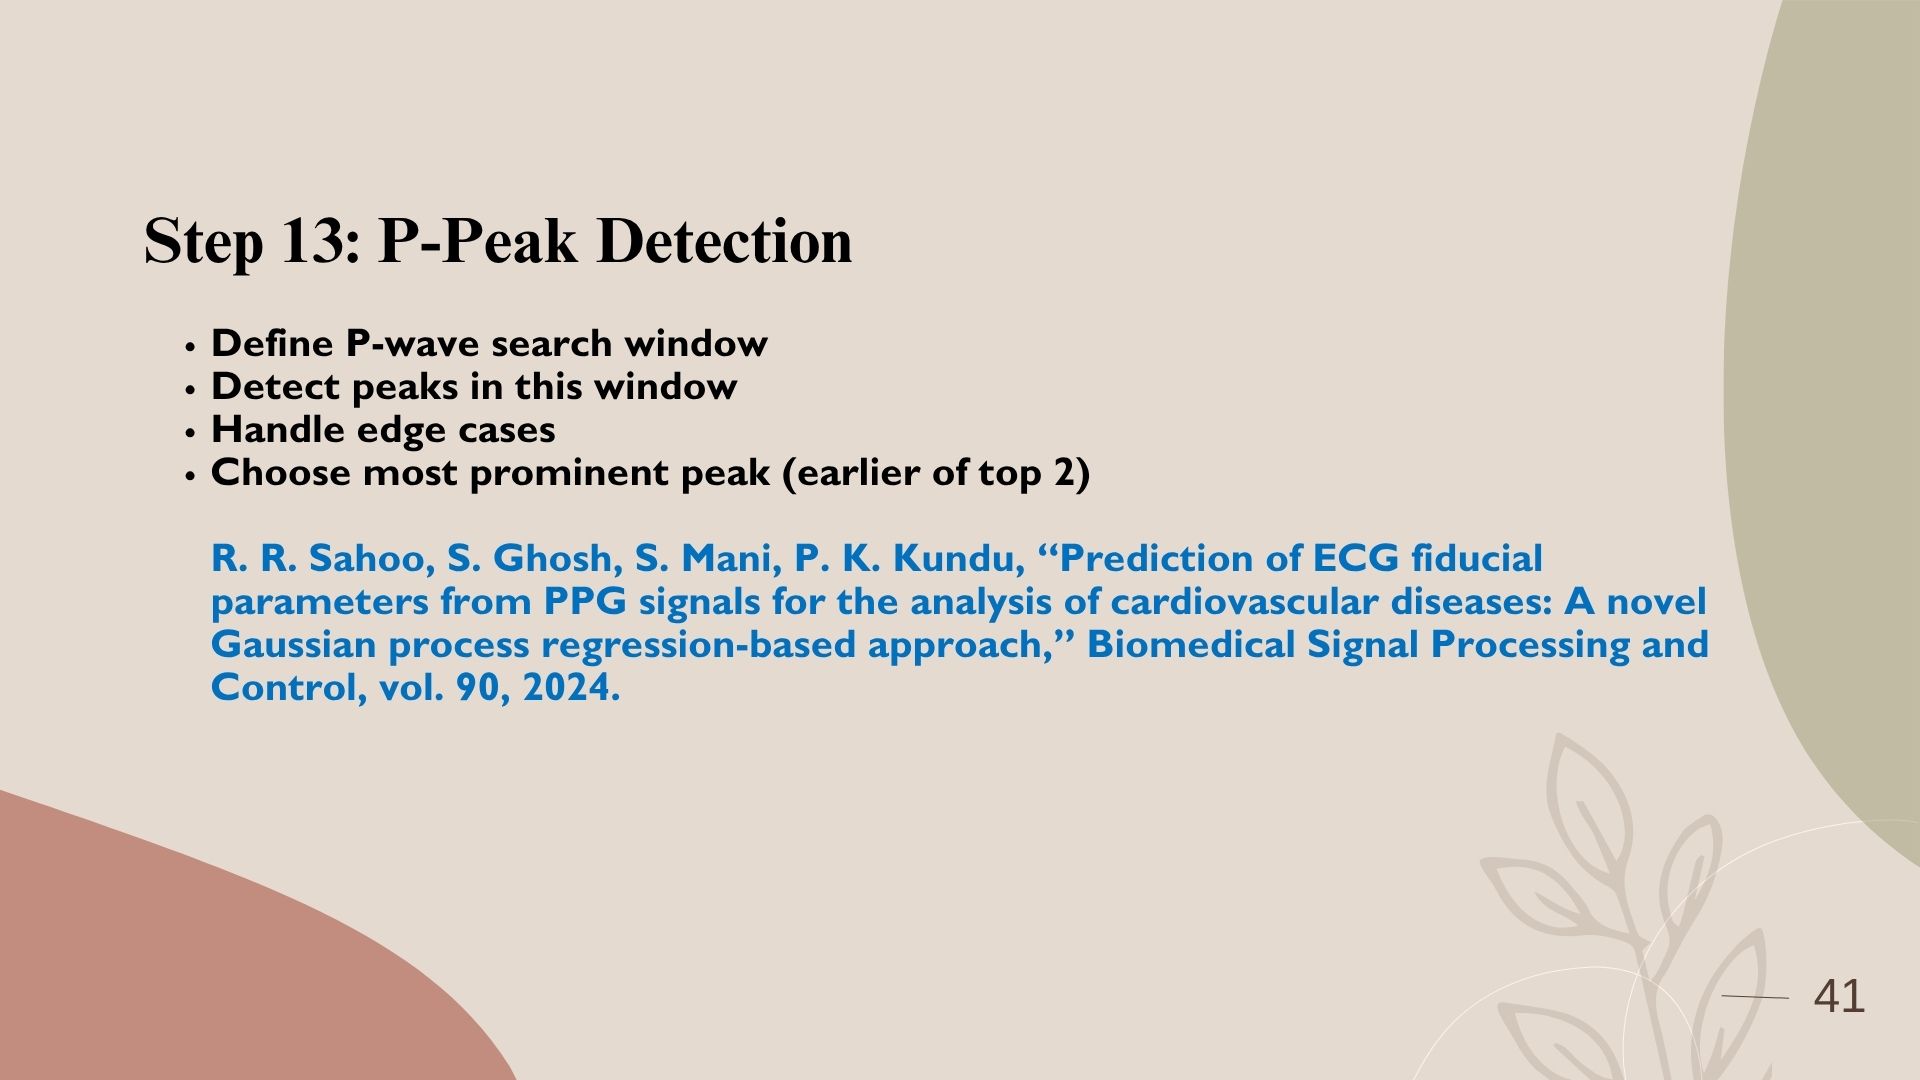 Step 13: P-Peak Detection
• Define P-wave search window
• Detect peaks in this window
• Handle edge cases
• Choose most prominent peak (earlier of top 2)
R. R. Sahoo, S. Ghosh, S. Mani, P. K. Kundu, “Prediction of ECG fiducial
parameters from PPG signals for the analysis of cardiovascular diseases: A novel
Gaussian process regression-based approach,” Biomedical Signal Processing and
Control, vol. 90, 2024.
41